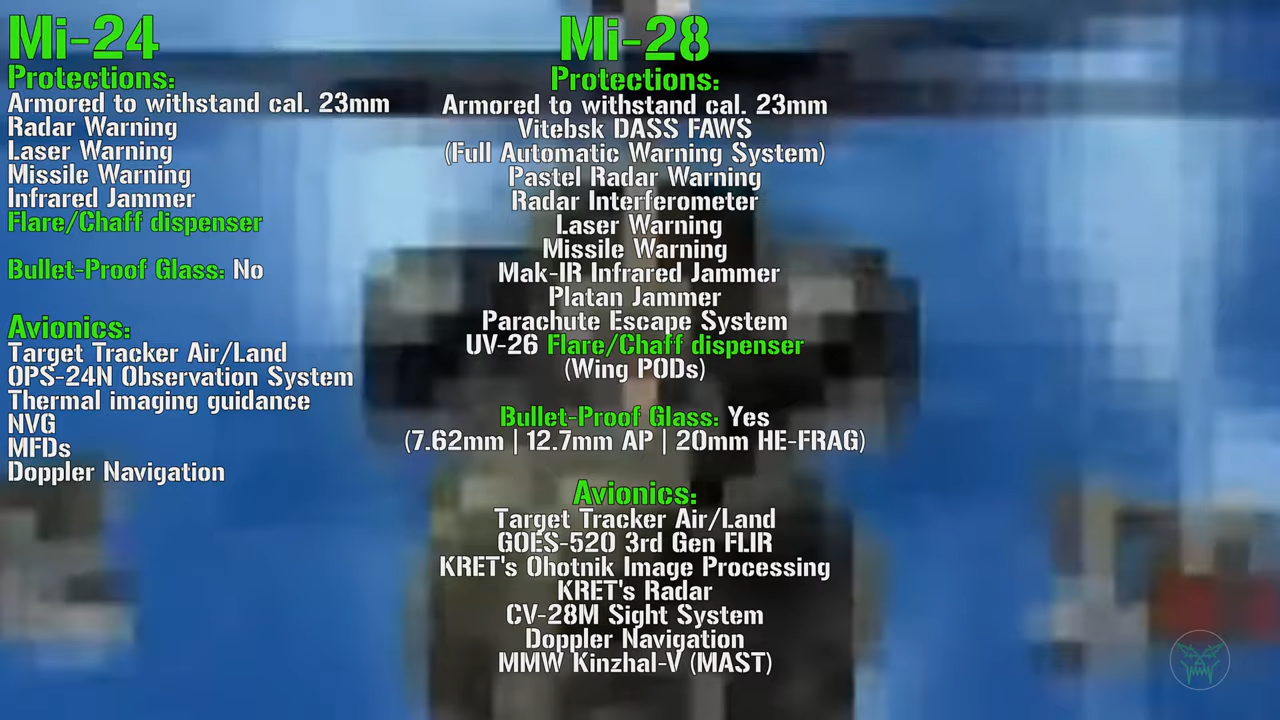 Mi-24
Protections:
Armored to withstand cal. 23mm
Radar Warning
Laser Warning
Missile Warning
Infrared Jammer
Flare/Chaff dispenser
Bullet-Proof Glass: No
Avionics:
Target Tracker Air/Land
OPS-24N Observation System
Thermal imaging guidance
NVG
MFDs
Doppler Navigation
Mi-28
Protections:
Armored to withstand cal. 23mm
Vitebsk DASS FAWS
(Full Automatic Warning System)
Pastel Radar Warning
Radar Interferometer
Laser Warning
Missile Warning
Mak-IR Infrared Jammer
Platan Jammer
Parachute Escape System
UV-26 Flare/Chaff dispenser
(Wing PODs)
Bullet-Proof Glass: Yes
(7.62mm | 12.7mm AP | 20mm HE-FRAG)
Avionics:
Target Tracker Air/Land
GOES-520 3rd Gen FLIR
KRET's Ohotnik Image Processing
KRET's Radar
CV-28M Sight System
Doppler Navigation
MMW Kinzhal-V (MAST)